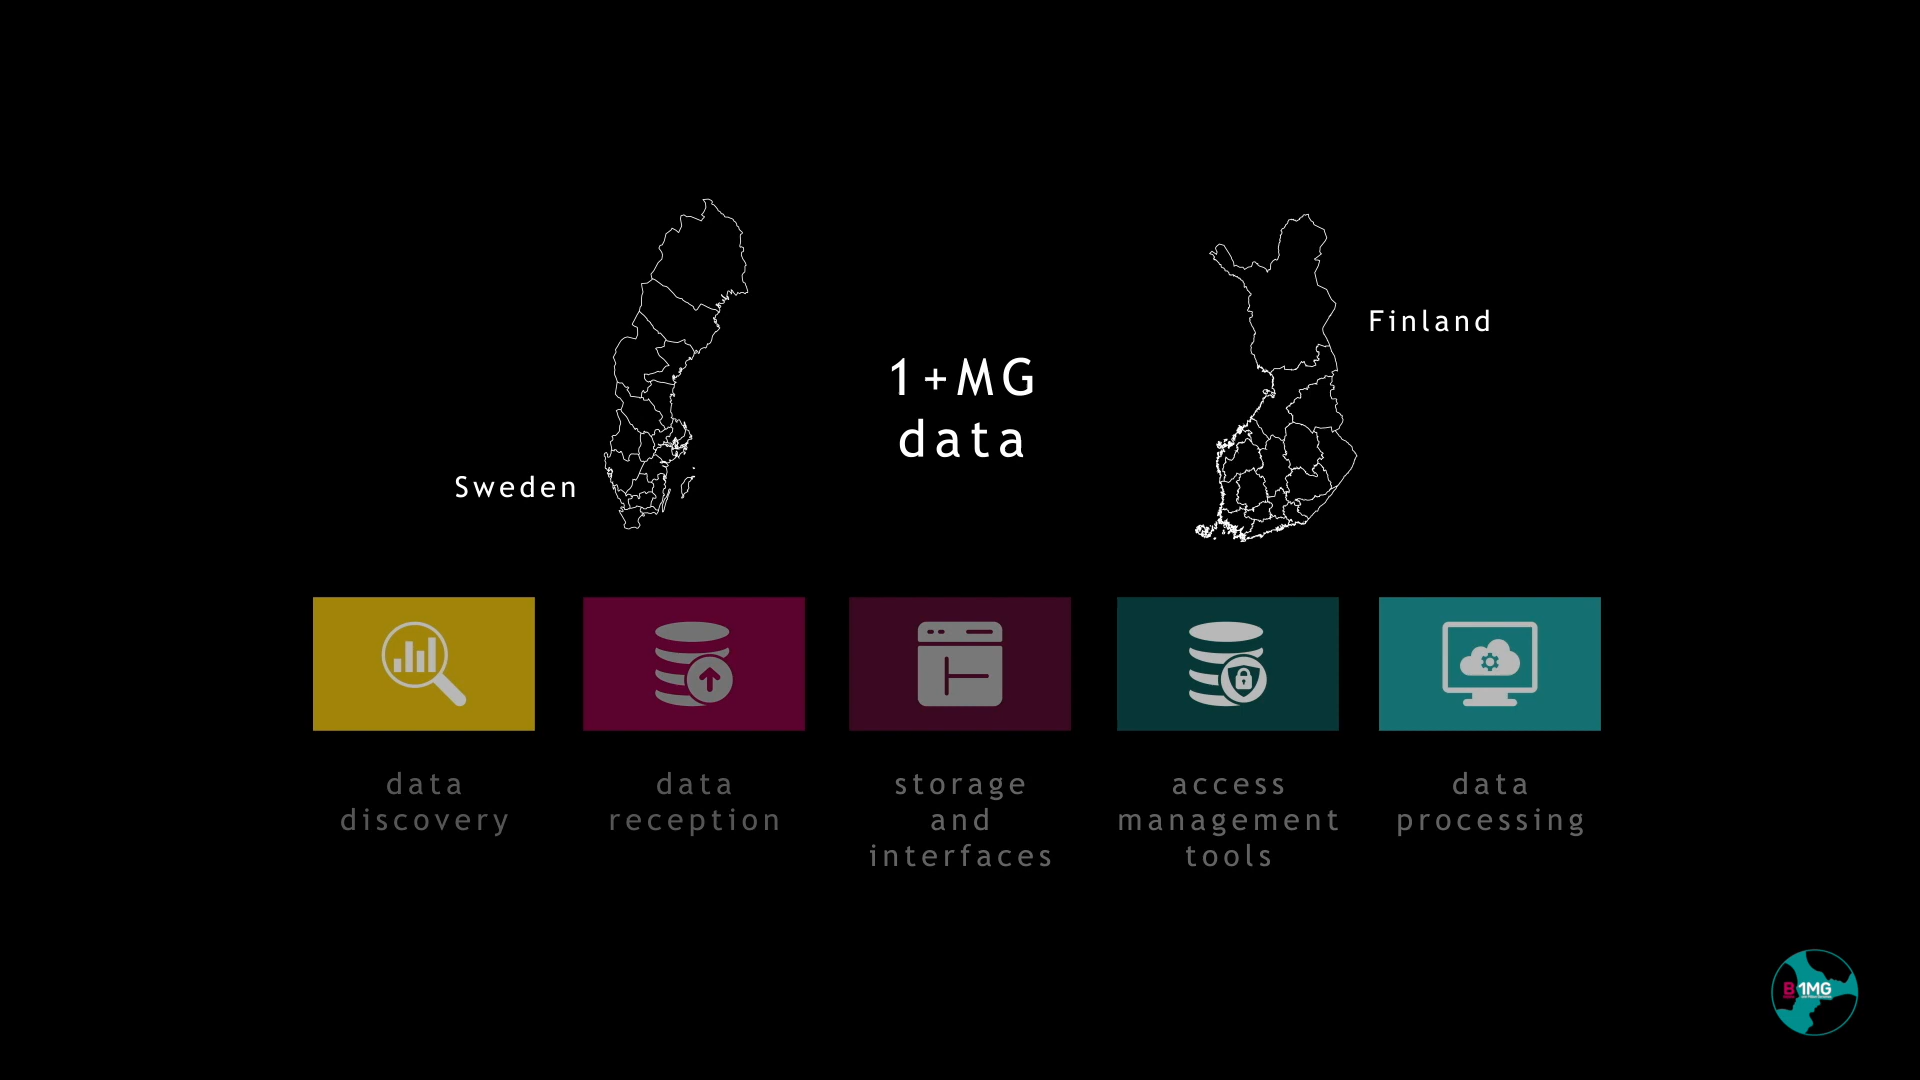 Finland
1+MG
data
Sweden
data
discovery
data
reception
storage
and
interfaces
access
management
tools
data
processing
B1MG